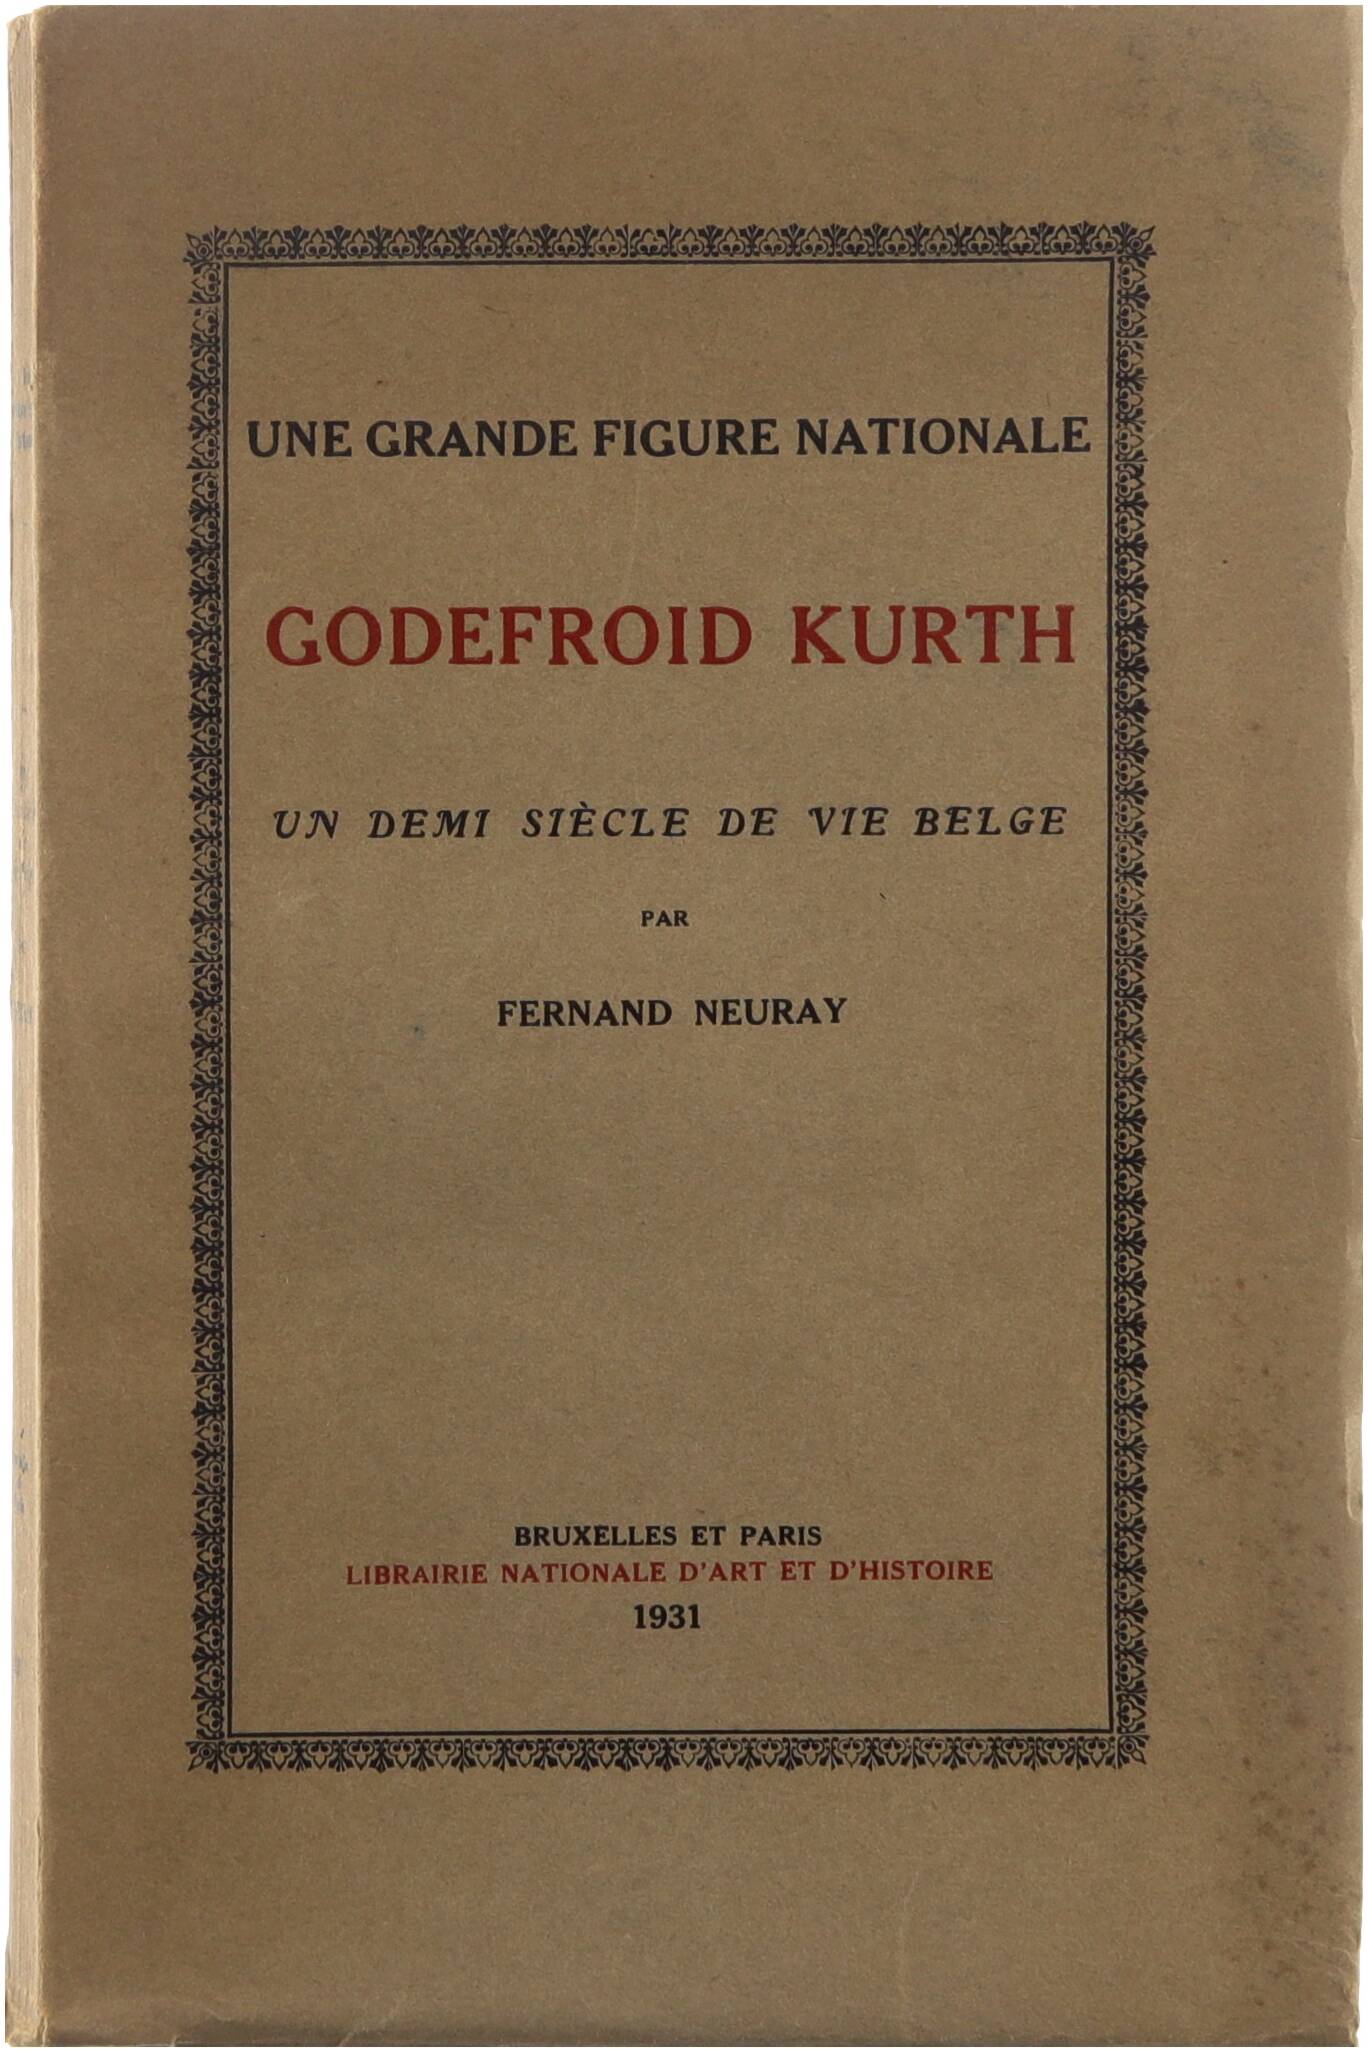 UNE GRANDE FIGURE NATIONALE
GODEFROID KURTH
UN DEMI SIÈCLE DE VIE BELGE
PAR
FERNAND NEURAY
BRUXELLES ET PARIS
LIBRAIRIE NATIONALE D'ART ET D'HISTOIRE
1931